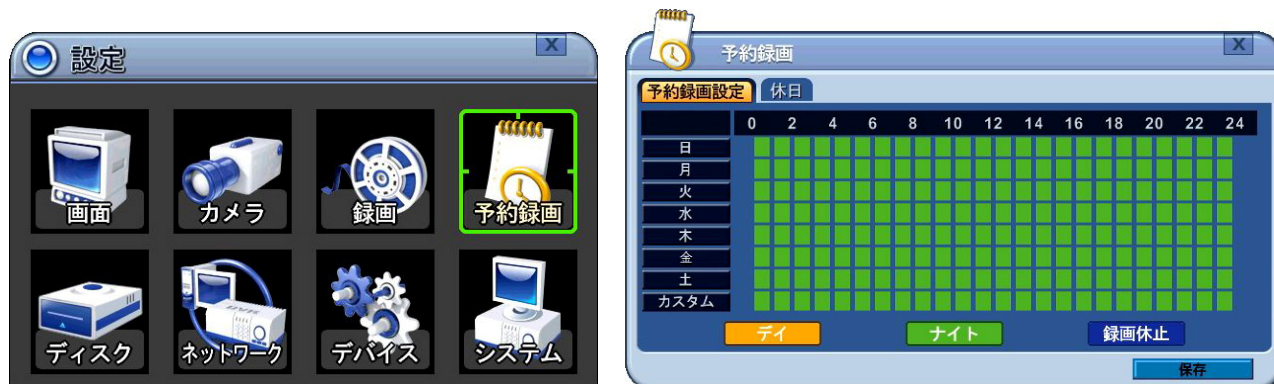 設定
X
画面
カメラ
録画
予約録画
ディスク
ネットワーク
デバイス
システム
予約録画
X
予約録画設定 休日
0 2 4 6 8 10 12 14 16 18 20 22 24
日
月
火
水
木
金
土
カスタム
デイ ナイト 録画休止
保存